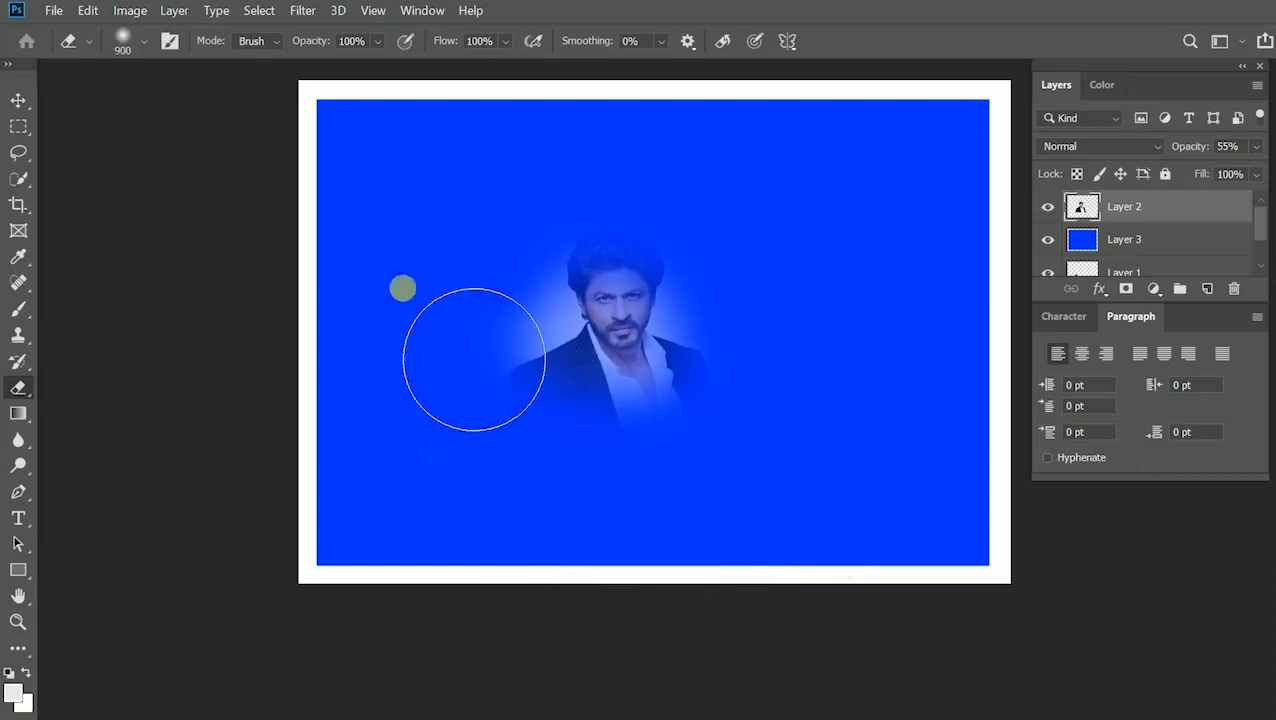 Ps File Edit Image Layer Type Select Filter 3D View Window Help
900 Mode: Brush Opacity: 100% Flow: 100% Smoothing: 0%
Layers Color
Kind
Normal Opacity: 55%
Lock: Fill: 100%
Layer 2
Layer 3
Layer 1
Character Paragraph
0 pt 0 pt
0 pt
0 pt 0 pt
Hyphenate